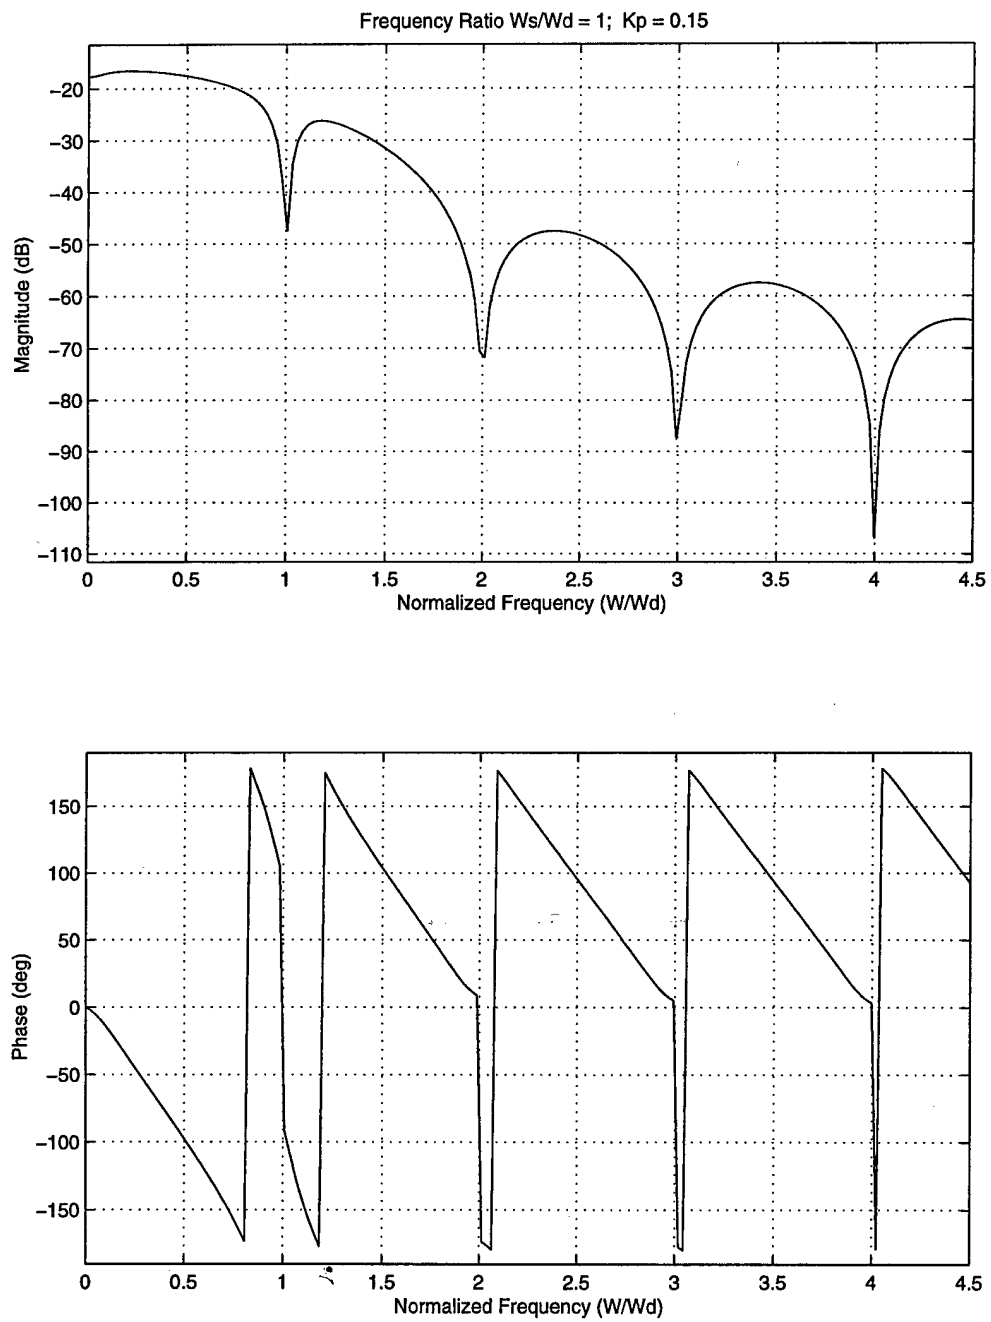 Frequency Ratio Ws/Wd = 1; Kp = 0.15
−20
−30
−40
−50
−60
−70
−80
−90
−100
−110
Magnitude (dB)
0 0.5 1 1.5 2 2.5 3 3.5 4 4.5
Normalized Frequency (W/Wd)
150
100
50
0
−50
−100
−150
Phase (deg)
0 0.5 1 1.5 2 2.5 3 3.5 4 4.5
Normalized Frequency (W/Wd)